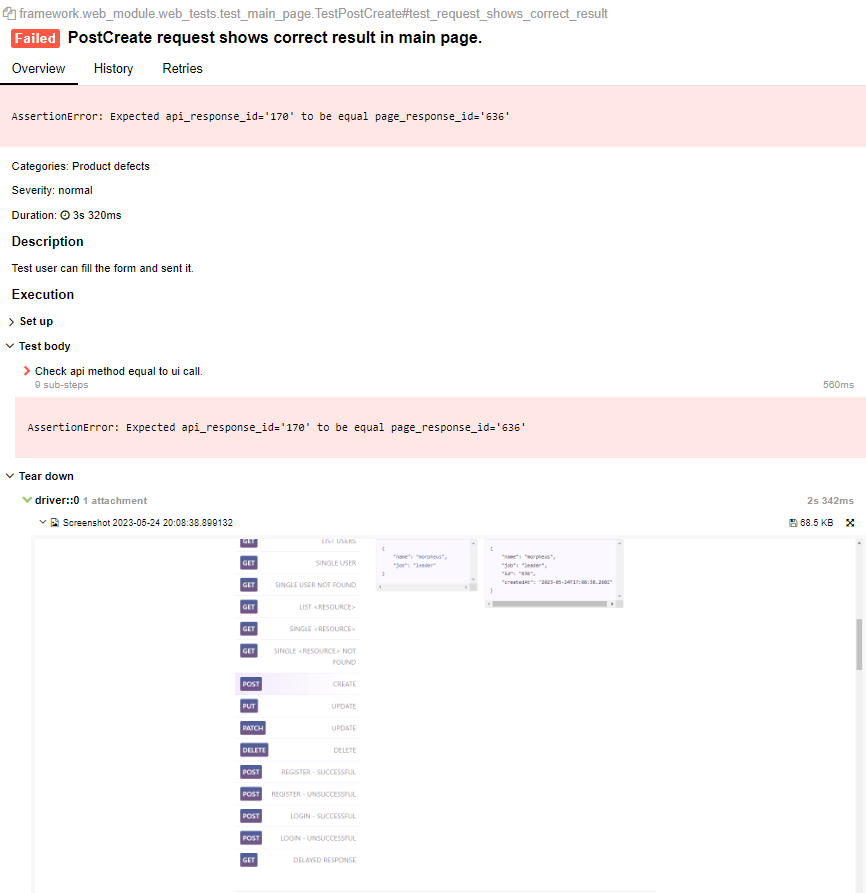 framework.web_module.web_tests.test_main_page.TestPostCreate#test_request_shows_correct_result
Failed PostCreate request shows correct result in main page.
Overview History Retries
AssertionError: Expected api_response_id='170' to be equal page_response_id='636'
Categories: Product defects
Severity: normal
Duration: 3s 320ms
Description
Test user can fill the form and sent it.
Execution
Set up
Test body
Check api method equal to ui call.
9 sub-steps 560ms
AssertionError: Expected api_response_id='170' to be equal page_response_id='636'
Tear down
driver::0 1 attachment 2s 342ms
Screenshot 2023-05-24 20:08:38.899132 68.5 KB
GET LIST USERS
GET SINGLE USER
GET SINGLE USER NOT FOUND
GET LIST <RESOURCE>
GET SINGLE <RESOURCE>
GET SINGLE <RESOURCE> NOT
FOUND
POST CREATE
PUT UPDATE
PATCH UPDATE
DELETE DELETE
POST REGISTER - SUCCESSFUL
POST REGISTER - UNSUCCESSFUL
POST LOGIN - SUCCESSFUL
POST LOGIN - UNSUCCESSFUL
GET DELAYED RESPONSE
{
"name": "morpheus",
"job": "leader"
}
{
"name": "morpheus",
"job": "leader",
"id": "636",
"createdAt":
}